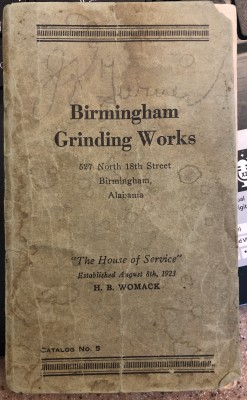 Birmingham
Grinding Works
527 North 18th Street
Birmingham,
Alabama
"The House of Service"
Established August 8th, 1921
H. B. WOMACK
CATALOG No. 5